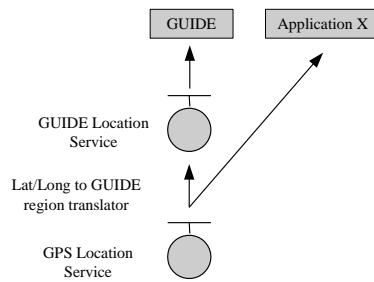 GUIDE
Application X
GUIDE Location
Service
Lat/Long to GUIDE
region translator
GPS Location
Service